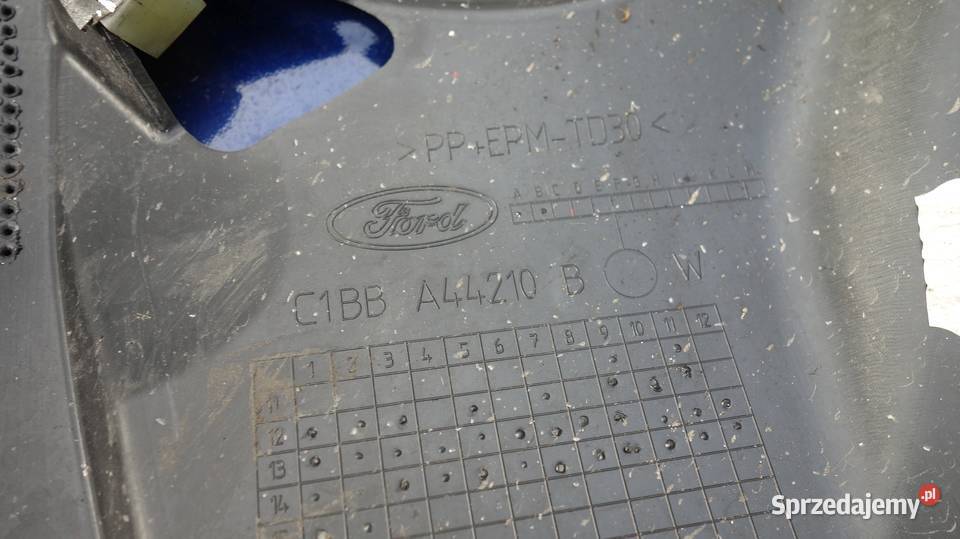 >PP+EPM-TD30<
Ford
A B C D E F G H J K L M
C1BB A44210 B W
1 2 3 4 5 6 7 8 9 10 11 12
11
12
13
14
Sprzedajemy.pl